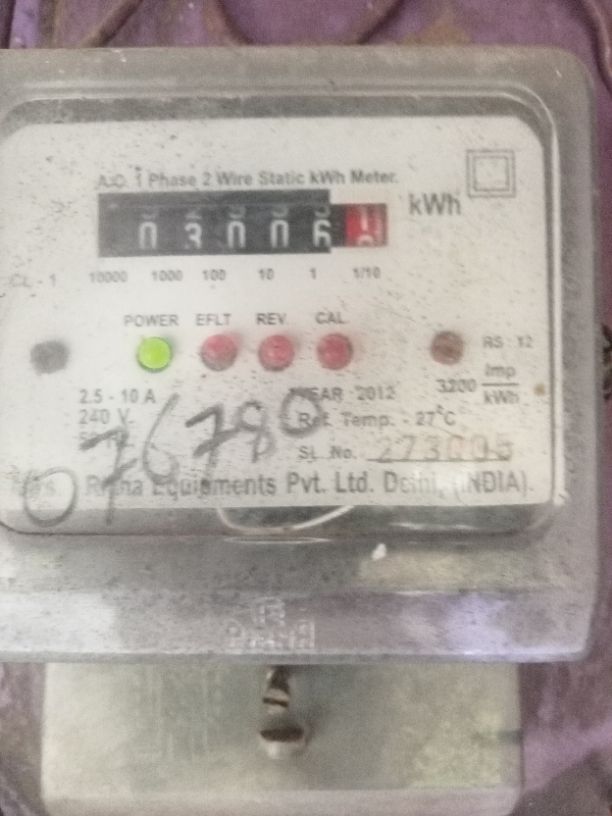 A.C. 1 Phase 2 Wire Static kWh Meter.
0 3 0 0 6 1 kWh
CL - 1 10000 1000 100 10 1 1/10
POWER EFLT REV CAL
RS : 12
3200 Imp/kWh
2.5 - 10 A YEAR 2012
240 V. Ref. Temp. - 27°C
SL No. 273005
076780
Equipments Pvt. Ltd. Delhi, (INDIA).